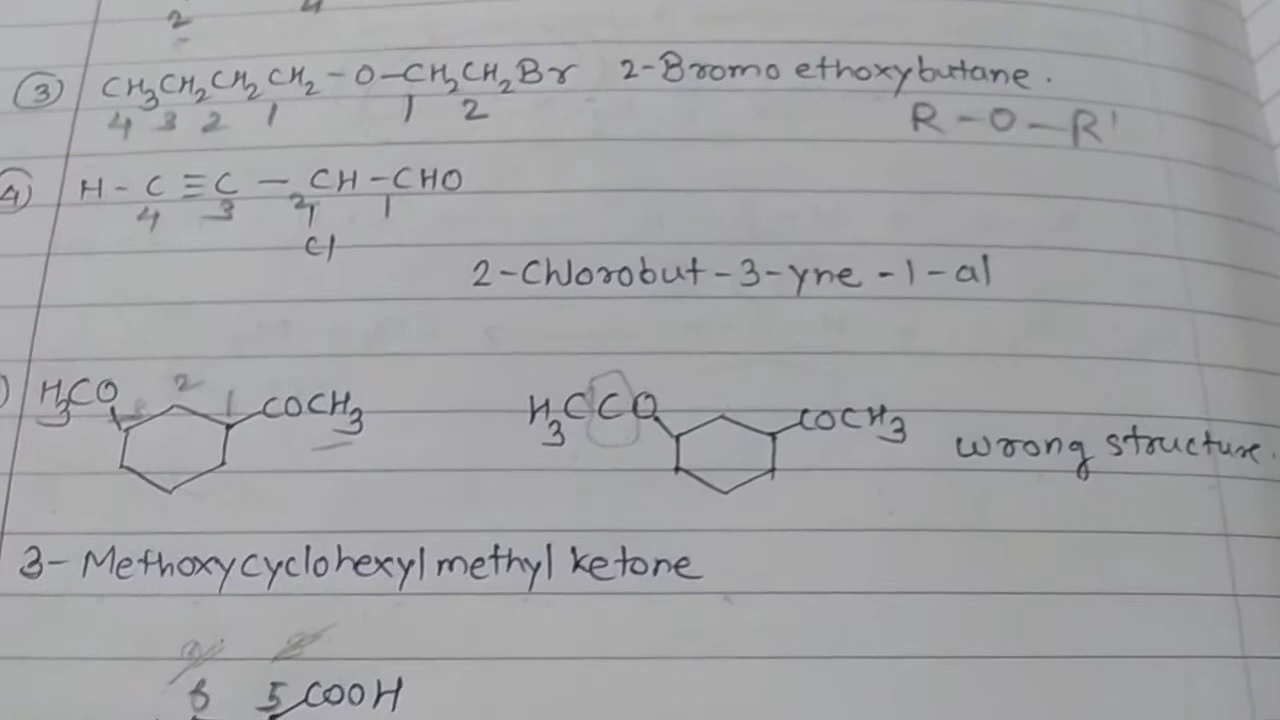 2
③ CH₃CH₂CH₂CH₂-O-CH₂CH₂Br 2-Bromo ethoxybutane.
4 3 2 1 1 2 R-O-R'
④ H-C≡C-CH-CHO
4 3 2 1
Cl
2-Chlorobut-3-yne-1-al
H₃CO 2 1 COCH₃ H₃CCO COCH₃ wrong structure.
3-Methoxycyclohexyl methyl ketone
6 5 COOH